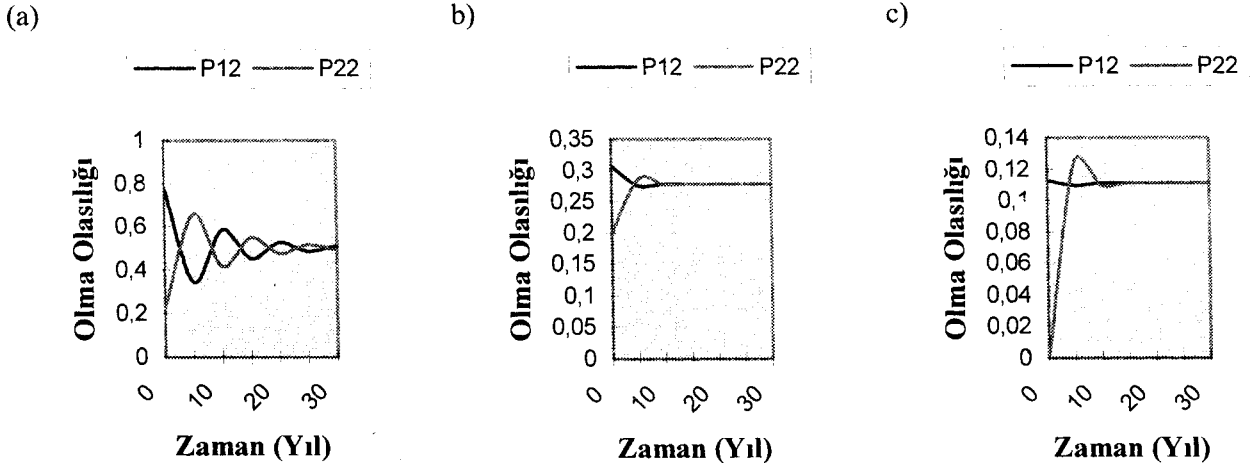 (a)
P12 P22
1
0,8
0,6
0,4
0,2
0
0 10 20 30
Olma Olasılığı
Zaman (Yıl)
b)
P12 P22
0,35
0,3
0,25
0,2
0,15
0,1
0,05
0
0 10 20 30
Olma Olasılığı
Zaman (Yıl)
c)
P12 P22
0,14
0,12
0,1
0,08
0,06
0,04
0,02
0
0 10 20 30
Olma Olasılığı
Zaman (Yıl)